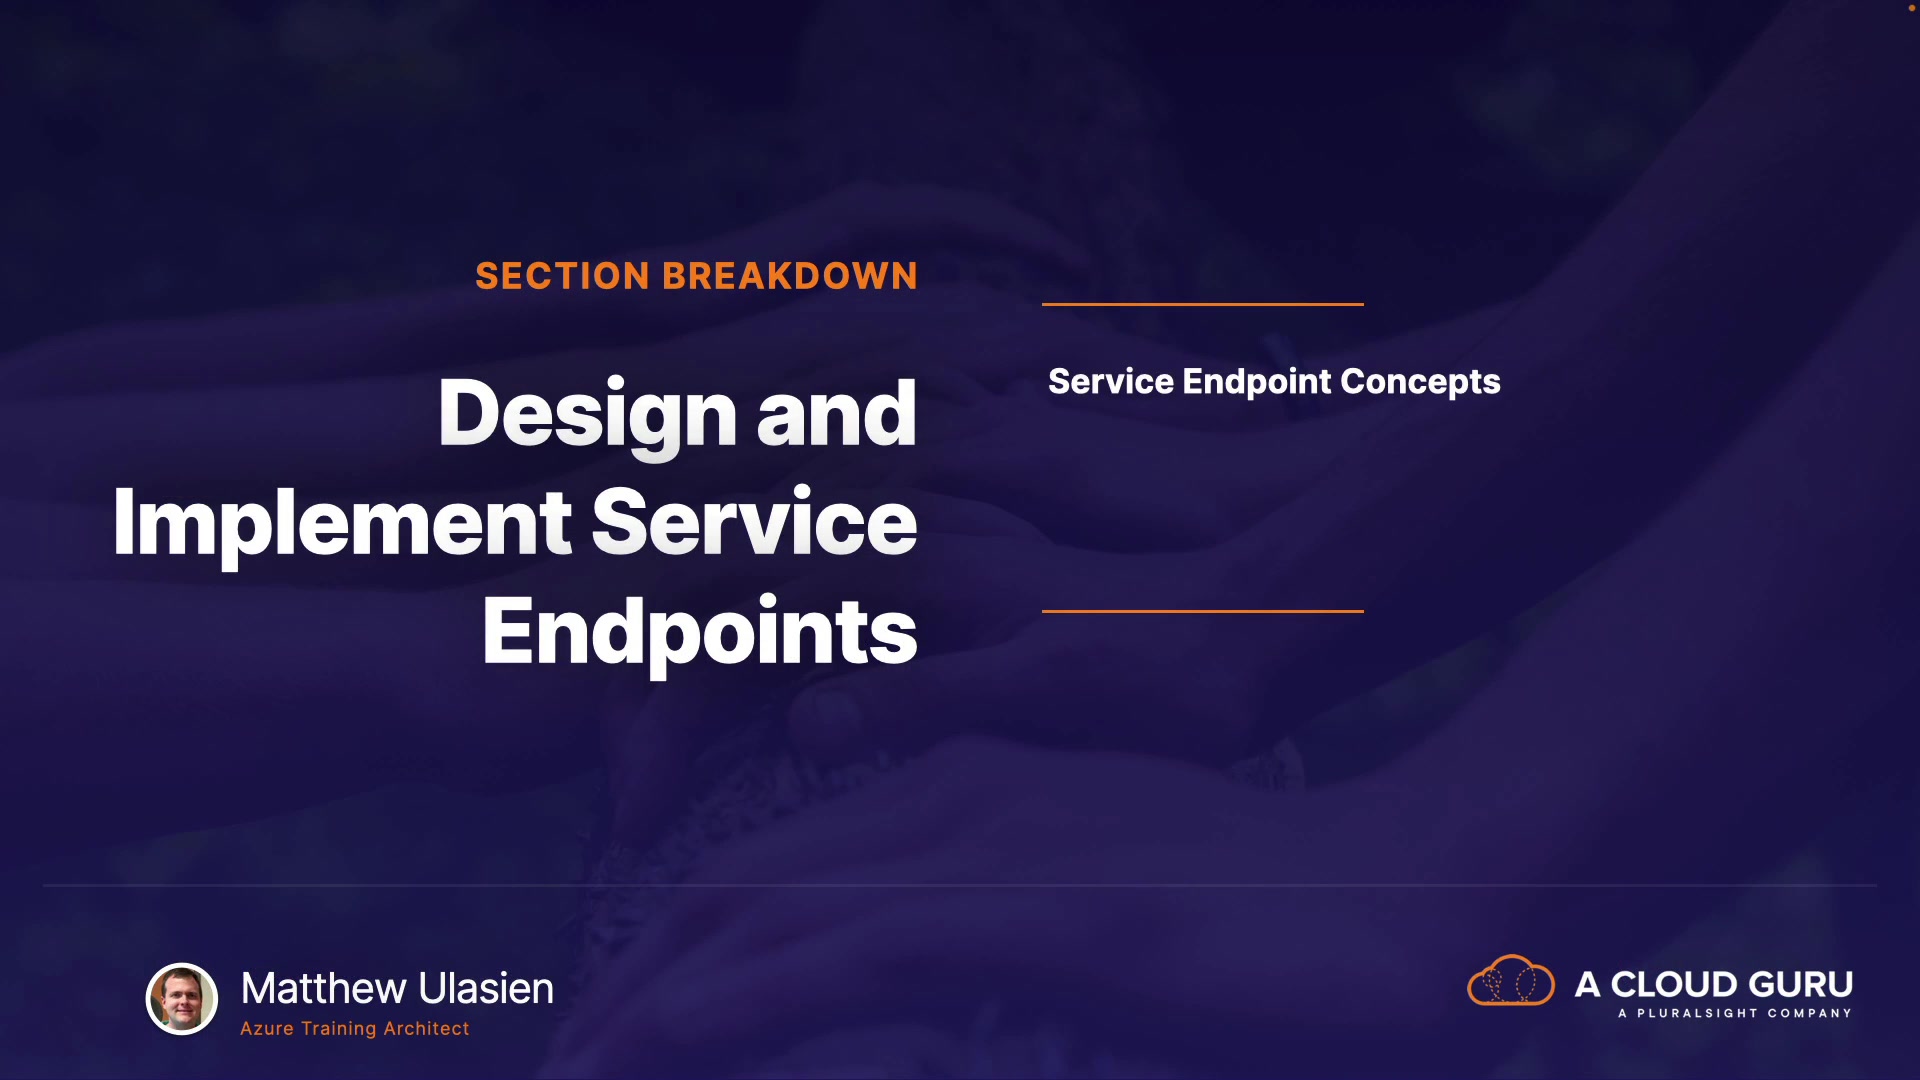 SECTION BREAKDOWN
Design and
Implement Service
Endpoints
Service Endpoint Concepts
Matthew Ulasien
Azure Training Architect
A CLOUD GURU
A PLURALSIGHT COMPANY